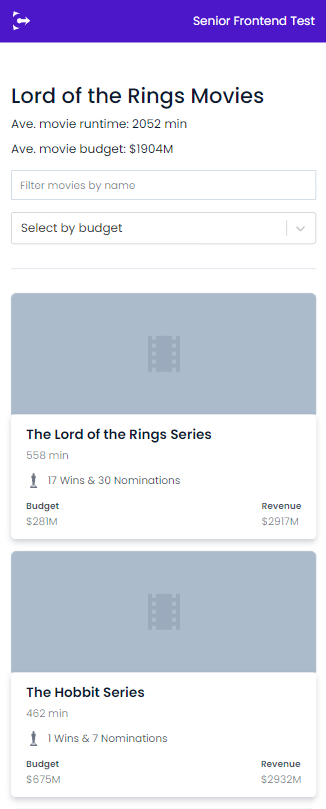 Senior Frontend Test
Lord of the Rings Movies
Ave. movie runtime: 2052 min
Ave. movie budget: $1904M
Filter movies by name
Select by budget
The Lord of the Rings Series
558 min
17 Wins & 30 Nominations
Budget Revenue
$281M $2917M
The Hobbit Series
462 min
1 Wins & 7 Nominations
Budget Revenue
$675M $2932M